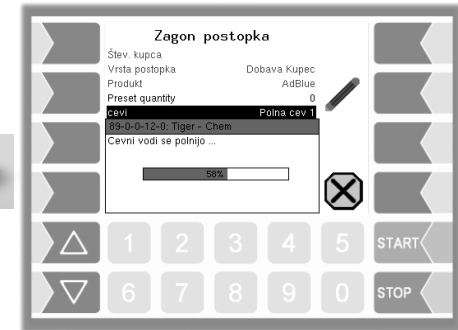 Zagon postopka
Štev. kupca
Vrsta postopka Dobava Kupec
Produkt AdBlue
Preset quantity 0
cevi Polna cev 1
89-0-0-12-0: Tiger - Chem
Cevni vodi se polnijo ...
58%
1 2 3 4 5 START
6 7 8 9 0 STOP